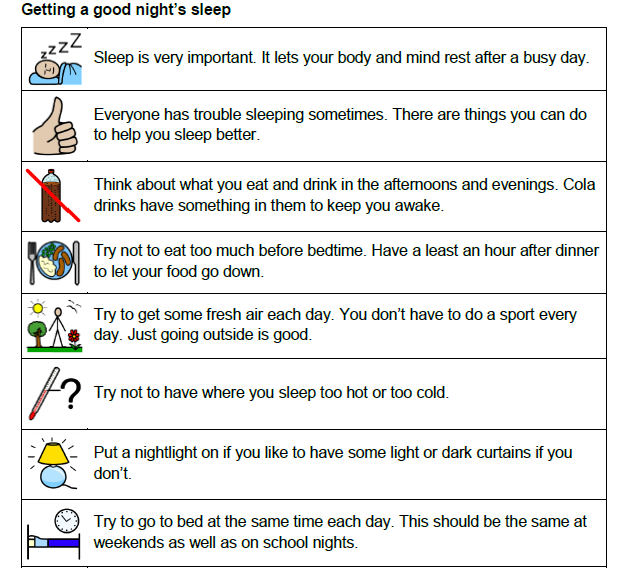 Getting a good night's sleep
zzzZ
Sleep is very important. It lets your body and mind rest after a busy day.
Everyone has trouble sleeping sometimes. There are things you can do
to help you sleep better.
Think about what you eat and drink in the afternoons and evenings. Cola
drinks have something in them to keep you awake.
Try not to eat too much before bedtime. Have a least an hour after dinner
to let your food go down.
Try to get some fresh air each day. You don't have to do a sport every
day. Just going outside is good.
?
Try not to have where you sleep too hot or too cold.
Put a nightlight on if you like to have some light or dark curtains if you
don't.
Try to go to bed at the same time each day. This should be the same at
weekends as well as on school nights.